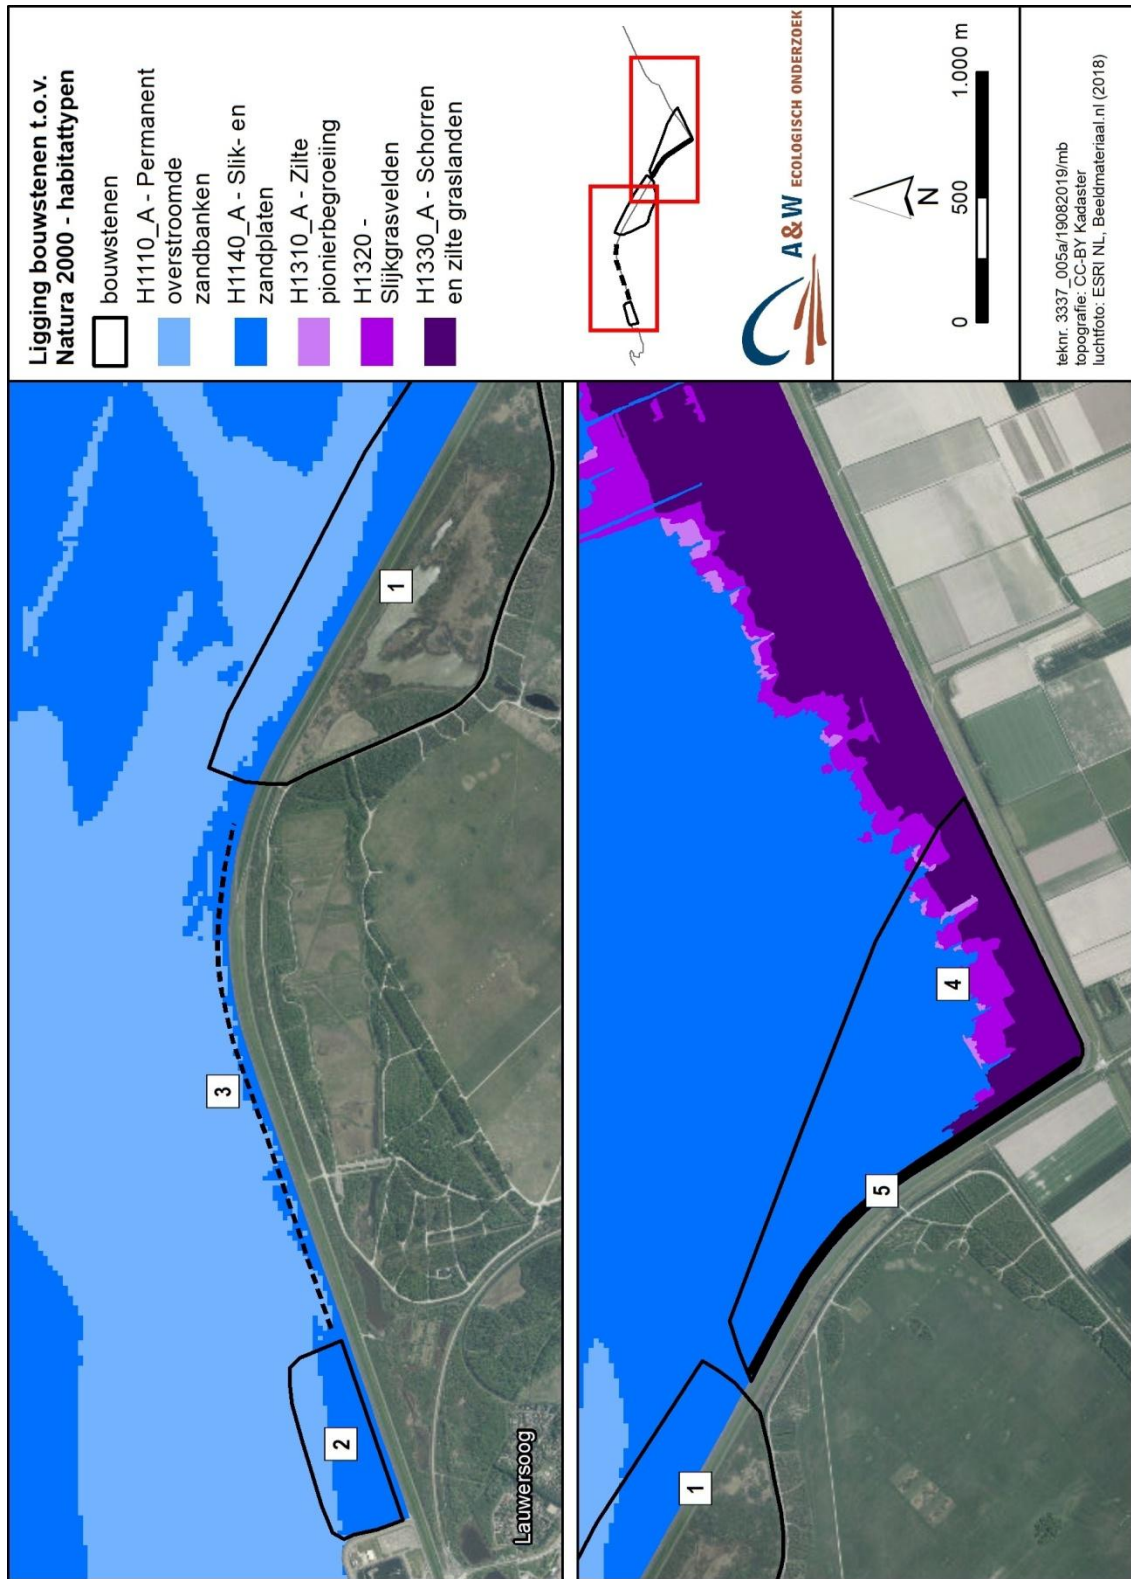 Ligging bouwstenen t.o.v.
Natura 2000 - habitattypen
bouwstenen
H1110_A - Permanent
overstroomde
zandbanken
H1140_A - Slik- en
zandplaten
H1310_A - Zilte
pionierbegroeiing
H1320 -
Slijkgrasvelden
H1330_A - Schorren
en zilte graslanden
A&W ECOLOGISCH ONDERZOEK
N
0 500 1.000 m
teknr. 3337_005a/19082019/mb
topografie: CC-BY Kadaster
luchtfoto: ESRI NL, Beeldmateriaal.nl (2018)
2
3
1
Lauwersoog
1
5
4